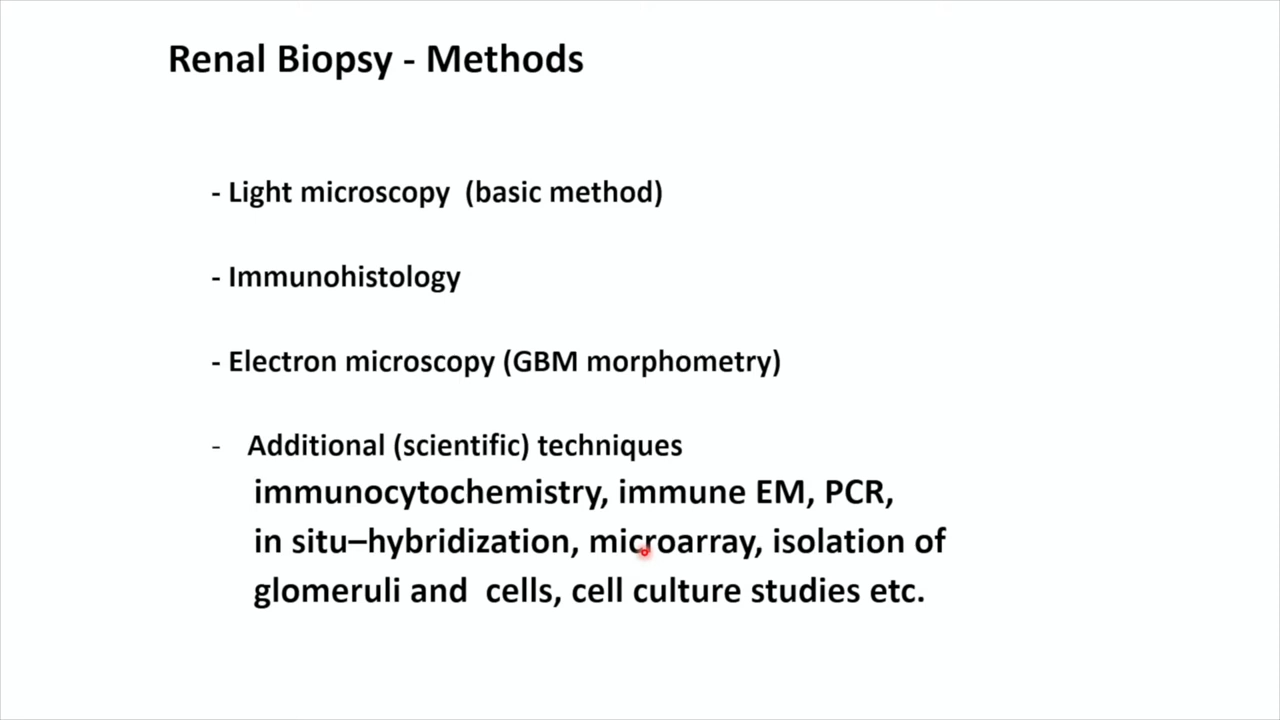 Renal Biopsy - Methods
- Light microscopy (basic method)
- Immunohistology
- Electron microscopy (GBM morphometry)
- Additional (scientific) techniques
immunocytochemistry, immune EM, PCR,
in situ–hybridization, microarray, isolation of
glomeruli and cells, cell culture studies etc.